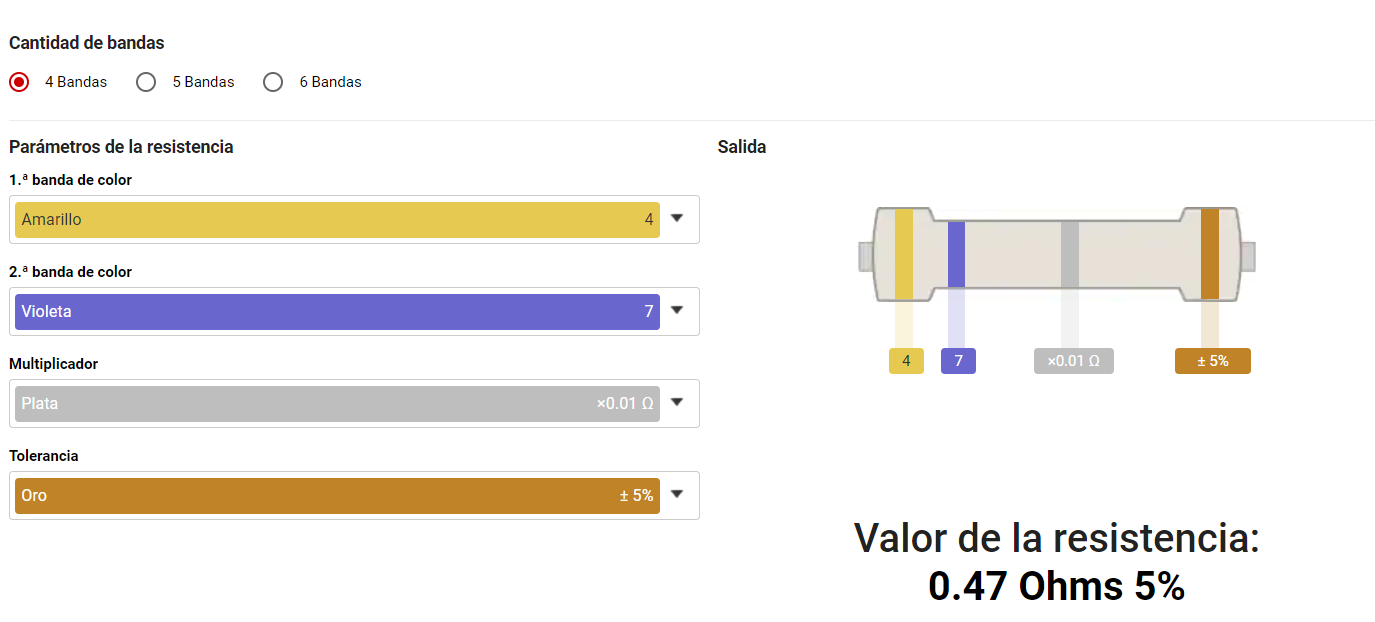 Cantidad de bandas
4 Bandas 5 Bandas 6 Bandas
Parámetros de la resistencia
1.ª banda de color
Amarillo 4
2.ª banda de color
Violeta 7
Multiplicador
Plata ×0.01 Ω
Tolerancia
Oro ± 5%
Salida
4 7 ×0.01 Ω ± 5%
Valor de la resistencia:
0.47 Ohms 5%